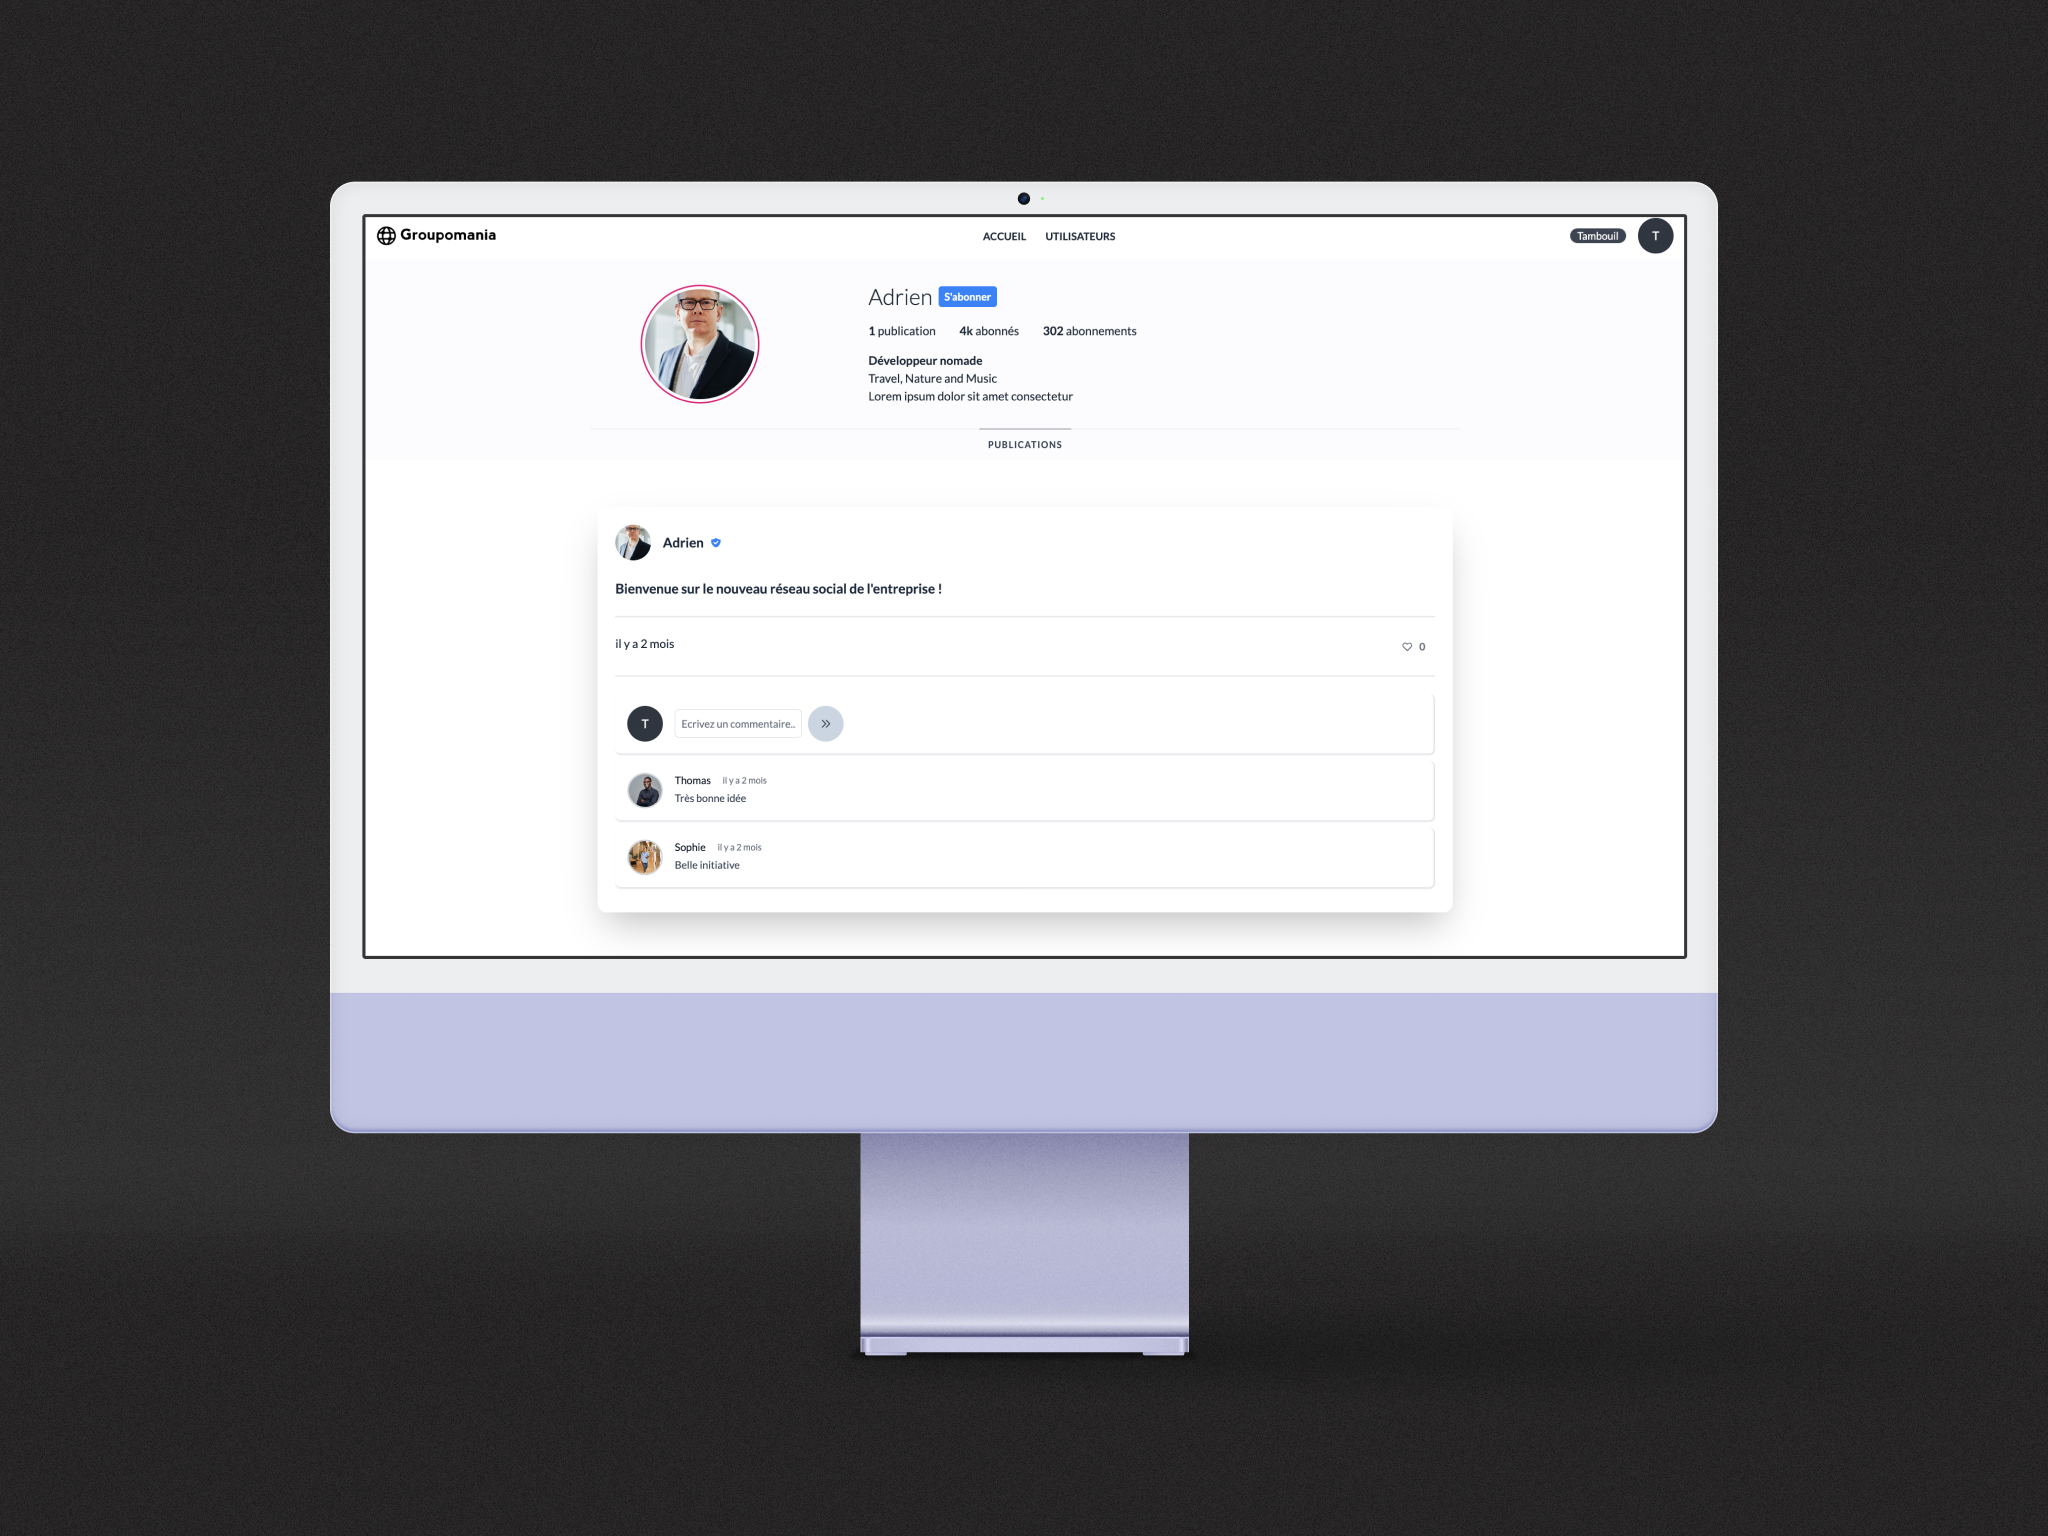 Groupomania
ACCUEIL UTILISATEURS
Tambouil T
Adrien S'abonner
1 publication 4k abonnés 302 abonnements
Développeur nomade
Travel, Nature and Music
Lorem ipsum dolor sit amet consectetur
PUBLICATIONS
Adrien
Bienvenue sur le nouveau réseau social de l'entreprise !
il y a 2 mois 0
T Ecrivez un commentaire..
Thomas il y a 2 mois
Très bonne idée
Sophie il y a 2 mois
Belle initiative